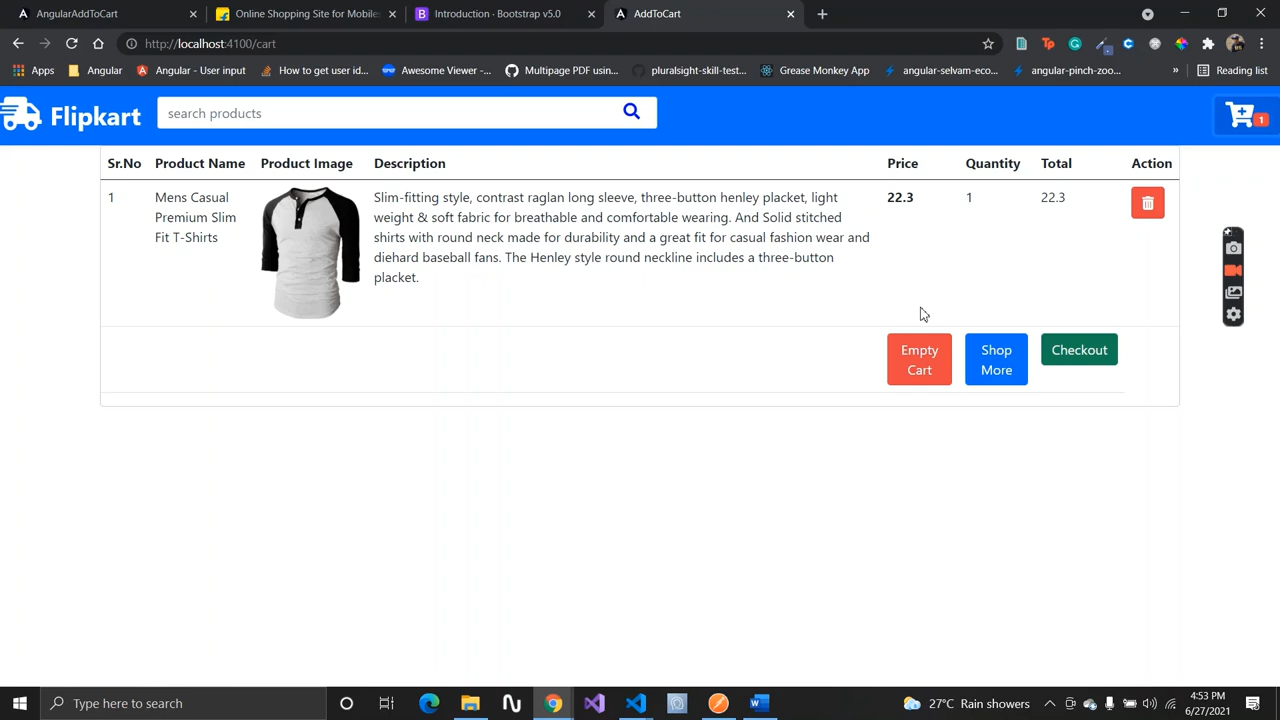 AngularAddToCart
Online Shopping Site for Mobiles
Introduction · Bootstrap v5.0
AddToCart
http://localhost:4100/cart
Apps
Angular
Angular - User input
How to get user id...
Awesome Viewer -...
Multipage PDF usin...
pluralsight-skill-test...
Grease Monkey App
angular-selvam-eco...
angular-pinch-zoo...
»
Reading list
Flipkart
search products
1
Sr.No Product Name Product Image Description Price Quantity Total Action
1
Mens Casual
Premium Slim
Fit T-Shirts
Slim-fitting style, contrast raglan long sleeve, three-button henley placket, light
weight & soft fabric for breathable and comfortable wearing. And Solid stitched
shirts with round neck made for durability and a great fit for casual fashion wear and
diehard baseball fans. The Henley style round neckline includes a three-button
placket.
22.3
1
22.3
Empty
Cart
Shop
More
Checkout
Type here to search
27°C Rain showers
4:53 PM
6/27/2021